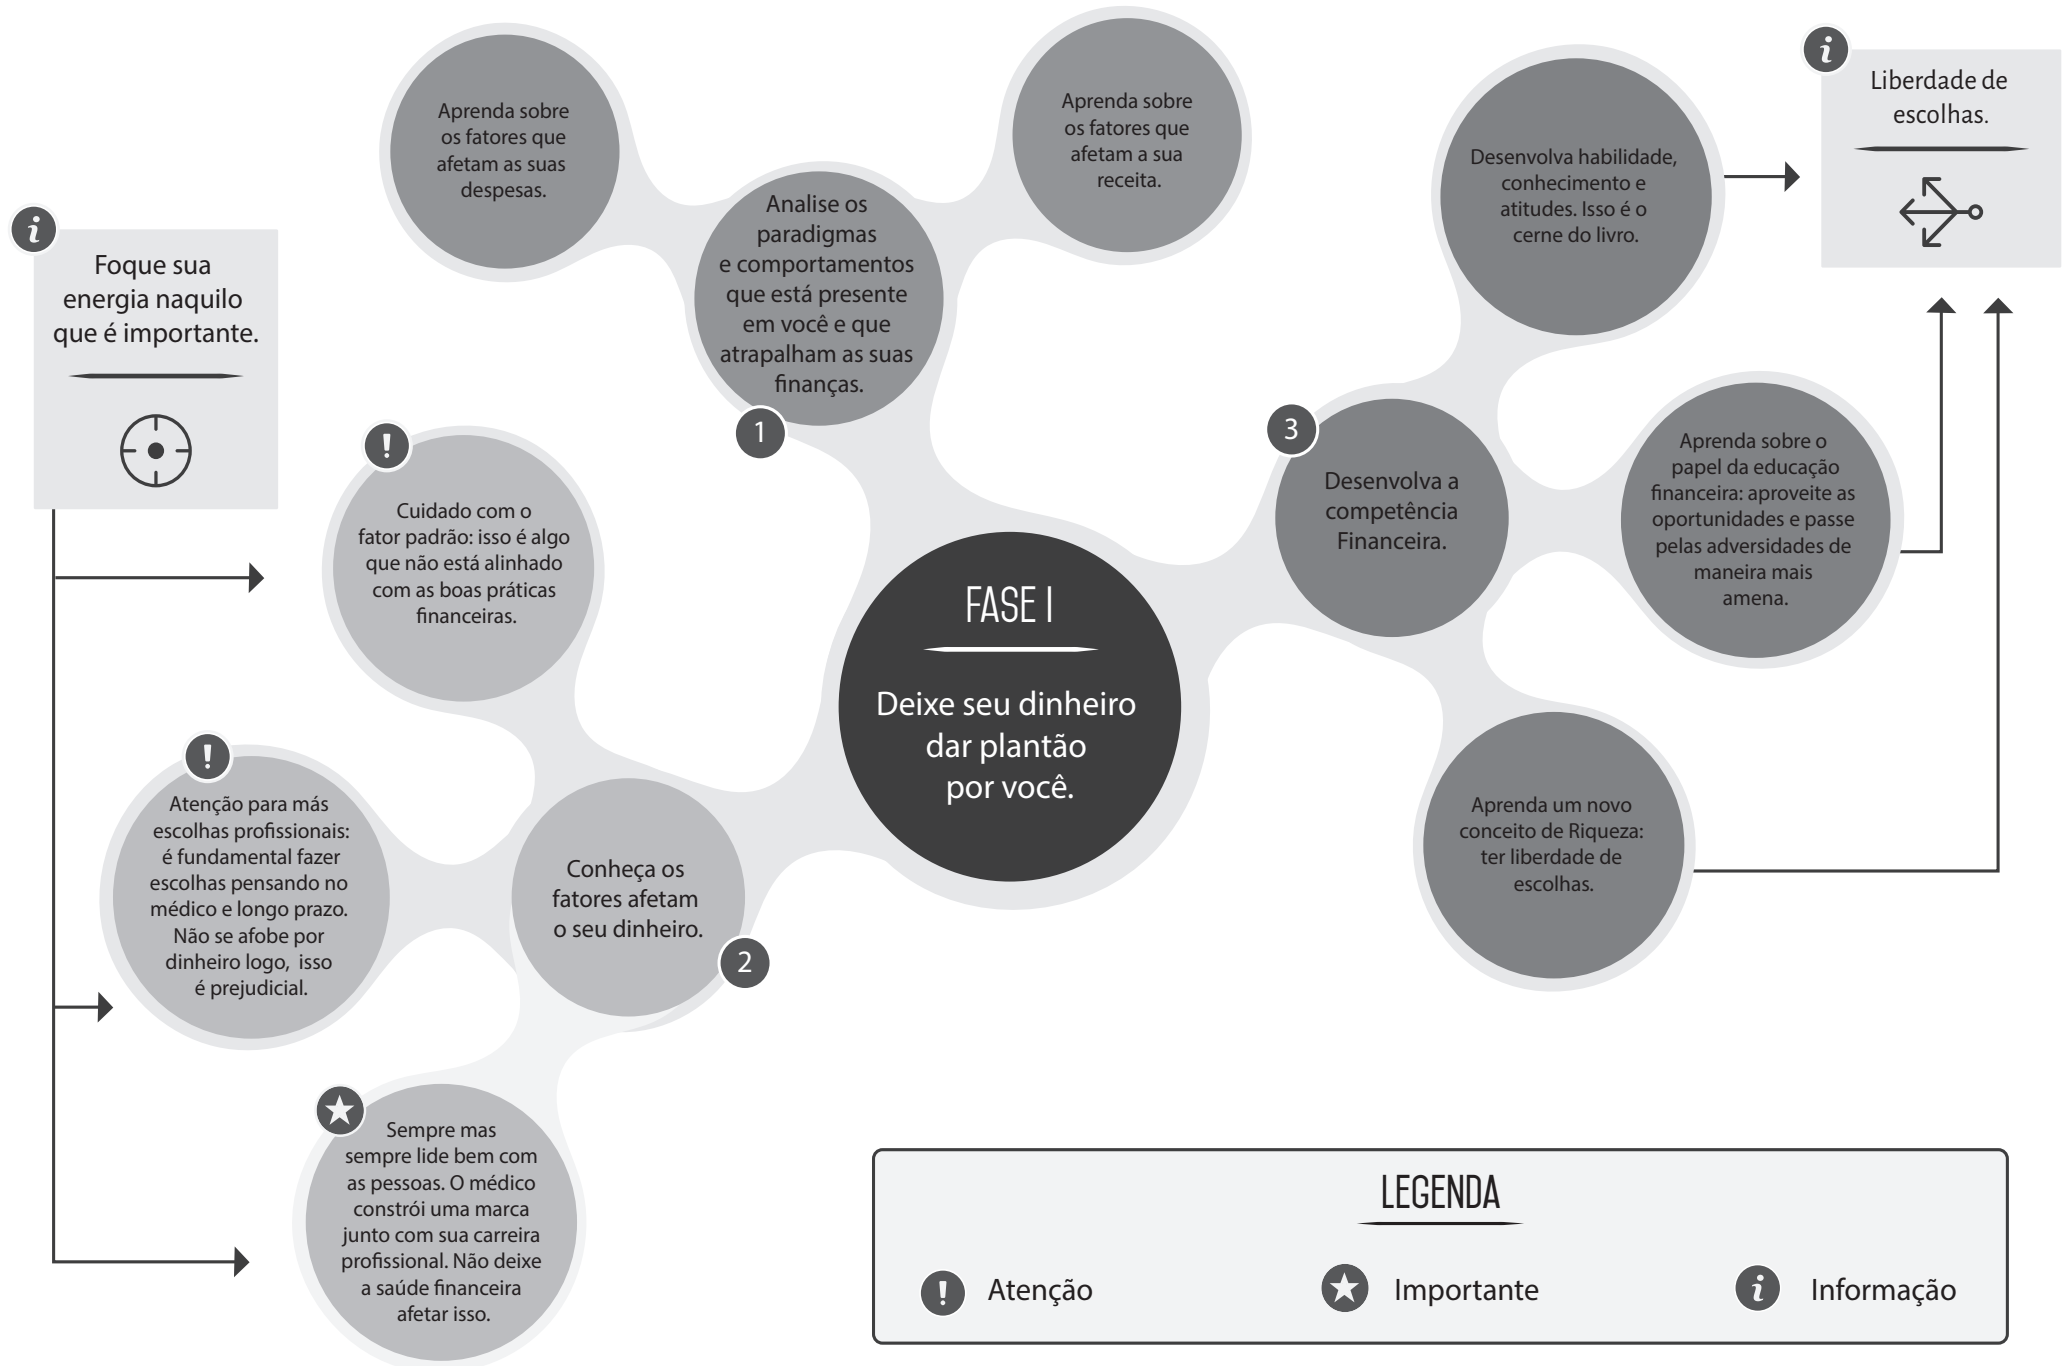 Aprenda sobre
os fatores que
afetam as suas
despesas.
Aprenda sobre
os fatores que
afetam a sua
receita.
Analise os
paradigmas
e comportamentos
que está presente
em você e que
atrapalham as suas
finanças.
1
i
Foque sua
energia naquilo
que é importante.
!
Cuidado com o
fator padrão: isso é algo
que não está alinhado
com as boas práticas
financeiras.
!
Atenção para más
escolhas profissionais:
é fundamental fazer
escolhas pensando no
médico e longo prazo.
Não se afobe por
dinheiro logo, isso
é prejudicial.
Sempre mas
sempre lide bem com
as pessoas. O médico
constrói uma marca
junto com sua carreira
profissional. Não deixe
a saúde financeira
afetar isso.
Conheça os
fatores afetam
o seu dinheiro.
2
FASE I
Deixe seu dinheiro
dar plantão
por você.
3
Desenvolva a
competência
Financeira.
Desenvolva habilidade,
conhecimento e
atitudes. Isso é o
cerne do livro.
Aprenda sobre o
papel da educação
financeira: aproveite as
oportunidades e passe
pelas adversidades de
maneira mais
amena.
Aprenda um novo
conceito de Riqueza:
ter liberdade de
escolhas.
i
Liberdade de
escolhas.
LEGENDA
! Atenção
Importante
i Informação